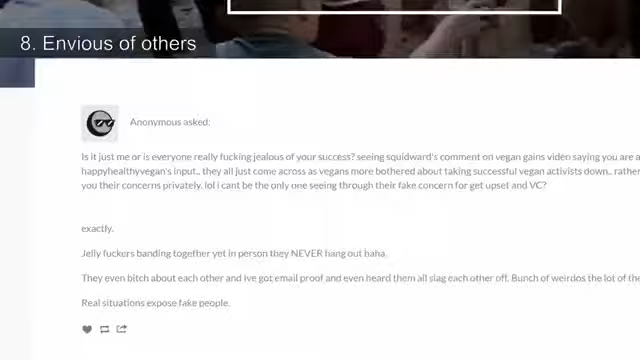 8. Envious of others
Anonymous asked:
Is it just me or is everyone really fucking jealous of your success? seeing squidward's comment on vegan gains video saying you are a
happyhealthyvegan's input.. they all just come across as vegans more bothered about taking successful vegan activists down.. rather
you their concerns privately. lol i cant be the only one seeing through their fake concern for get upset and VC?
exactly.
Jelly fuckers banding together yet in person they NEVER hang out haha.
They even bitch about each other and ive got email proof and even heard them all slag each other off. Bunch of weirdos the lot of the
Real situations expose fake people.